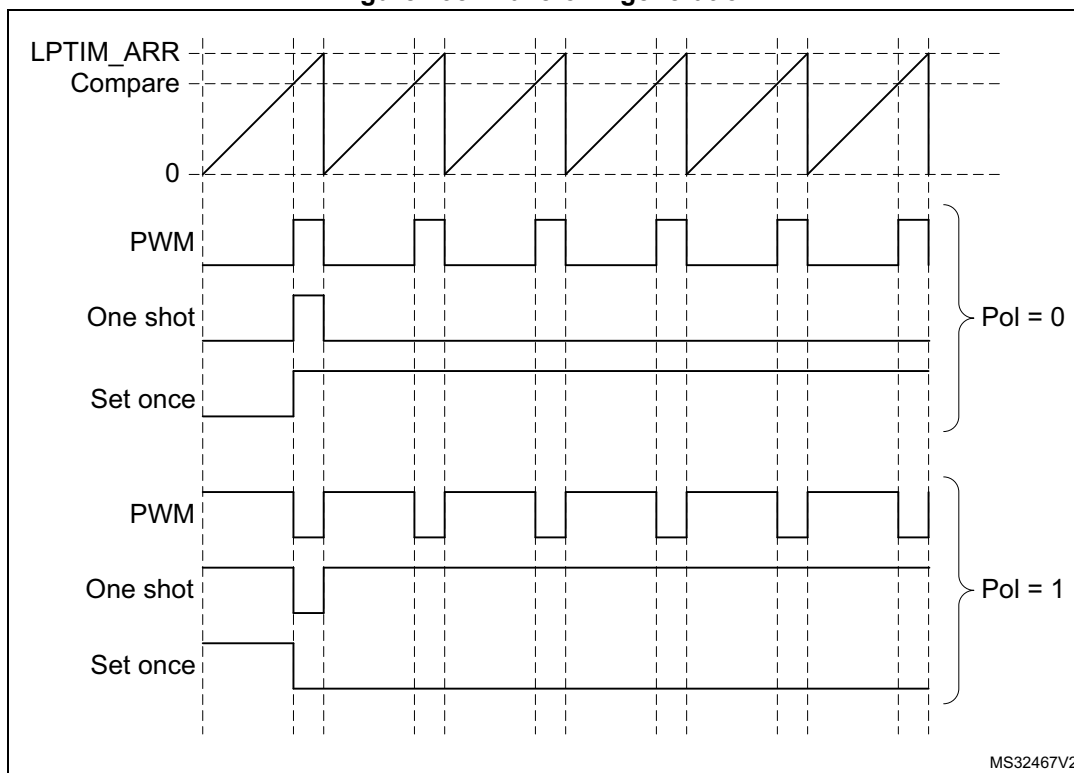 LPTIM_ARR
Compare
0
PWM
One shot
Pol = 0
Set once
PWM
One shot
Pol = 1
Set once
MS32467V2